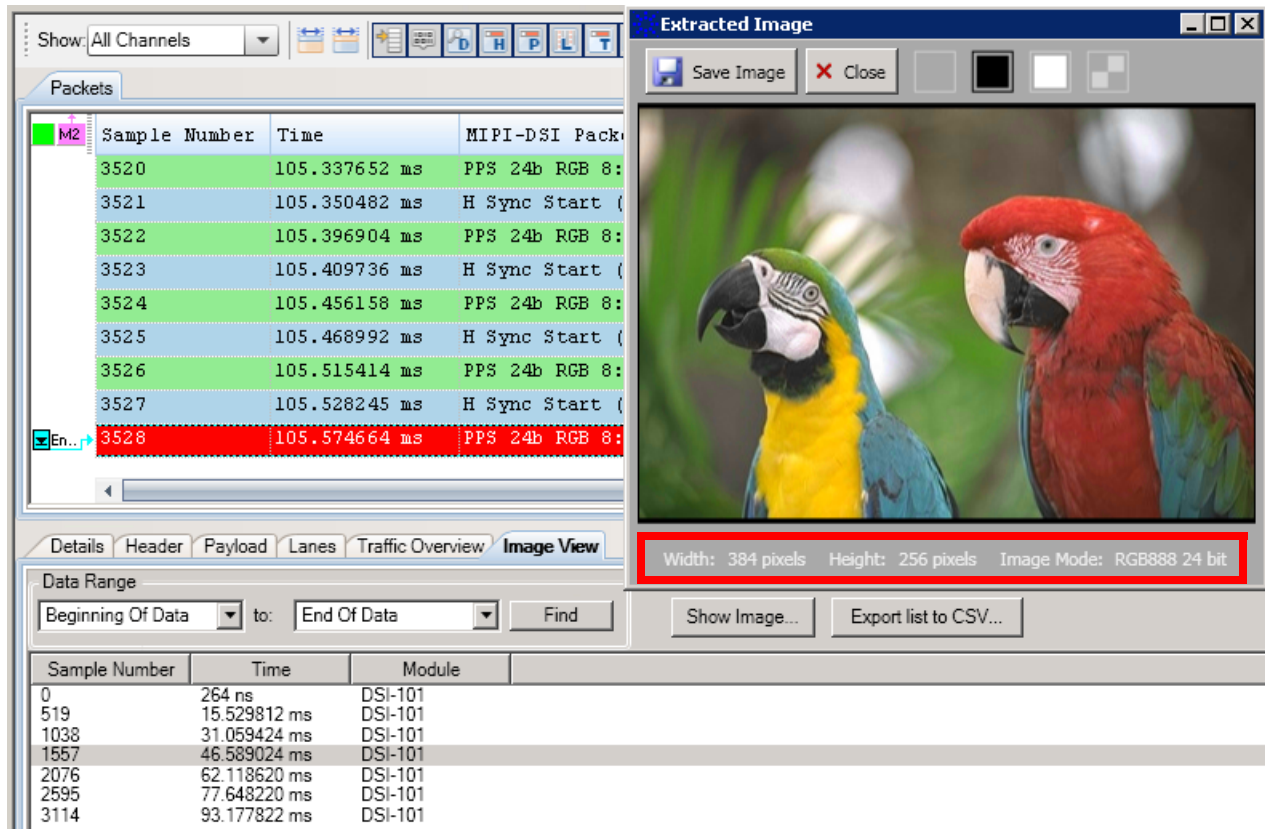 Show: All Channels
D H P L T
Packets
M2 Sample Number Time MIPI-DSI
3520 105.337652 ms PPS 24b RGB 8:
3521 105.350482 ms H Sync Start (
3522 105.396904 ms PPS 24b RGB 8:
3523 105.409736 ms H Sync Start (
3524 105.456158 ms PPS 24b RGB 8:
3525 105.468992 ms H Sync Start (
3526 105.515414 ms PPS 24b RGB 8:
3527 105.528245 ms H Sync Start (
En.. 3528 105.574664 ms PPS 24b RGB 8:
Extracted Image
Save Image Close
Width: 384 pixels Height: 256 pixels Image Mode: RGB888 24 bit
Details Header Payload Lanes Traffic Overview Image View
Data Range
Beginning Of Data to: End Of Data Find Show Image... Export list to CSV...
Sample Number Time Module
0 264 ns DSI-101
519 15.529812 ms DSI-101
1038 31.059424 ms DSI-101
1557 46.589024 ms DSI-101
2076 62.118620 ms DSI-101
2595 77.648220 ms DSI-101
3114 93.177822 ms DSI-101